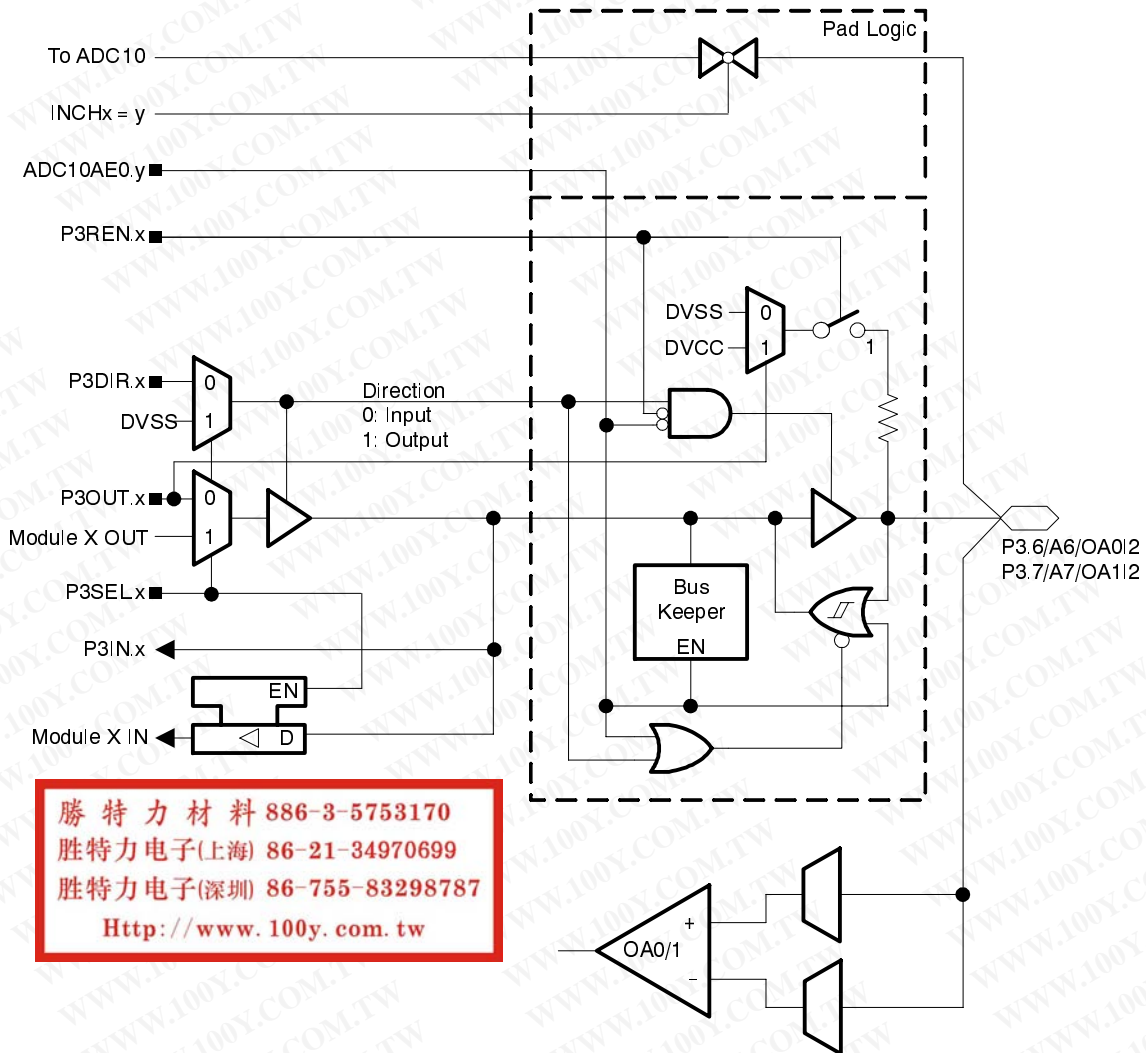 Pad Logic
To ADC10
INCHx = y
ADC10AE0.y
P3REN.x
DVSS
0
DVCC
1
1
P3DIR.x
0
DVSS
1
Direction
0: Input
1: Output
P3OUT.x
0
Module X OUT
1
P3SEL.x
P3.6/A6/OA0I2
P3.7/A7/OA1I2
Bus
Keeper
EN
P3IN.x
EN
Module X IN
D
勝特力材料 886-3-5753170
胜特力电子(上海) 86-21-34970699
胜特力电子(深圳) 86-755-83298787
Http://www.100y.com.tw
+
OA0/1
−
WWW.100Y.COM.TW